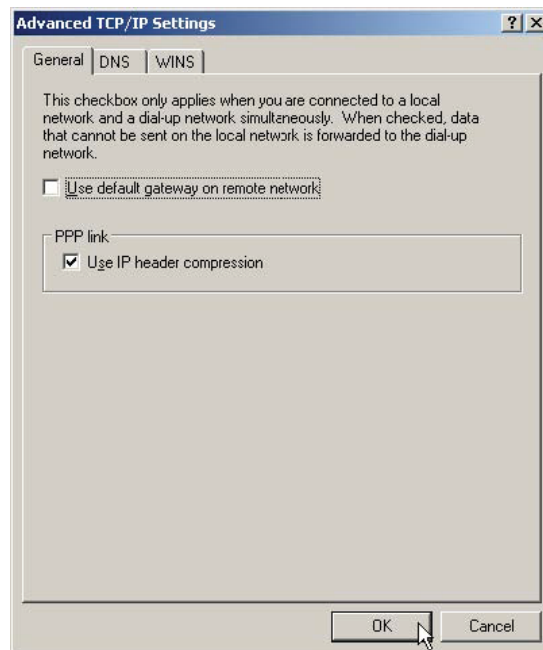 Advanced TCP/IP Settings
General DNS WINS
This checkbox only applies when you are connected to a local
network and a dial-up network simultaneously. When checked, data
that cannot be sent on the local network is forwarded to the dial-up
network.
Use default gateway on remote network
PPP link
Use IP header compression
OK Cancel